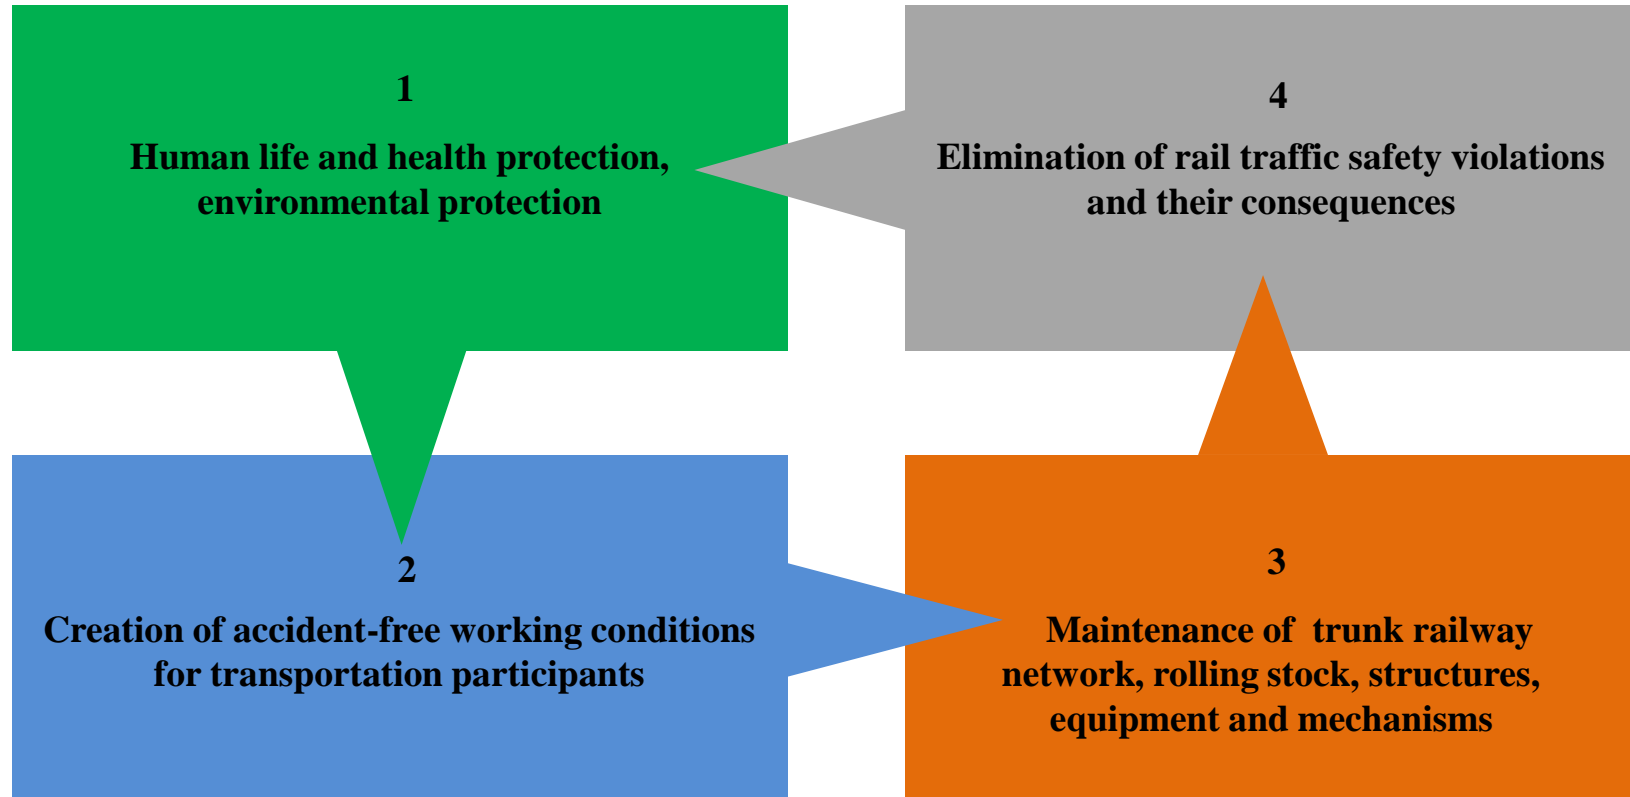 1
Human life and health protection,
environmental protection
2
Creation of accident-free working conditions
for transportation participants
3
Maintenance of  trunk railway
network, rolling stock, structures,
equipment and mechanisms
4
Elimination of rail traffic safety violations
and their consequences